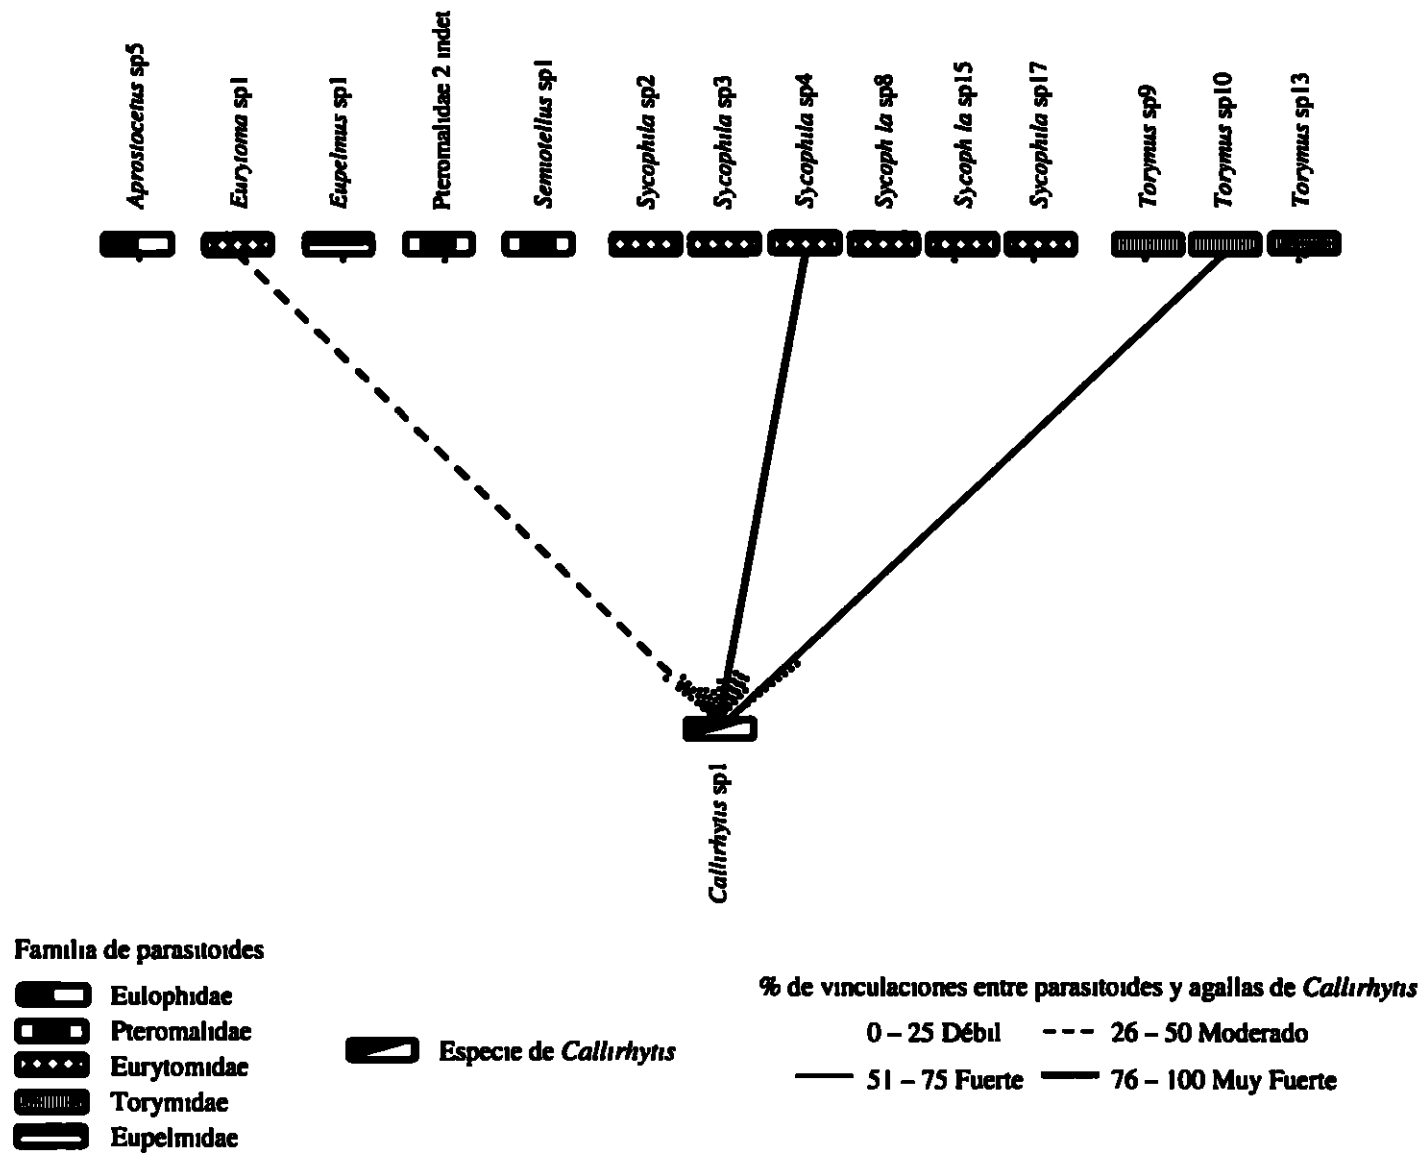 Aprostocetus sp5
Eurytoma sp1
Eupelmus sp1
Pteromalidae 2 indet
Semiotellus sp1
Sycophila sp2
Sycophila sp3
Sycophila sp4
Sycoph la sp8
Sycoph la sp15
Sycophila sp17
Torymus sp9
Torymus sp10
Torymus sp13
Callirhytis sp1
Familia de parasitoides
Eulophidae
Pteromalidae
Eurytomidae
Torymidae
Eupelmidae
Especie de Callirhytis
% de vinculaciones entre parasitoides y agallas de Callirhytis
0 – 25 Débil
26 – 50 Moderado
51 – 75 Fuerte
76 – 100 Muy Fuerte